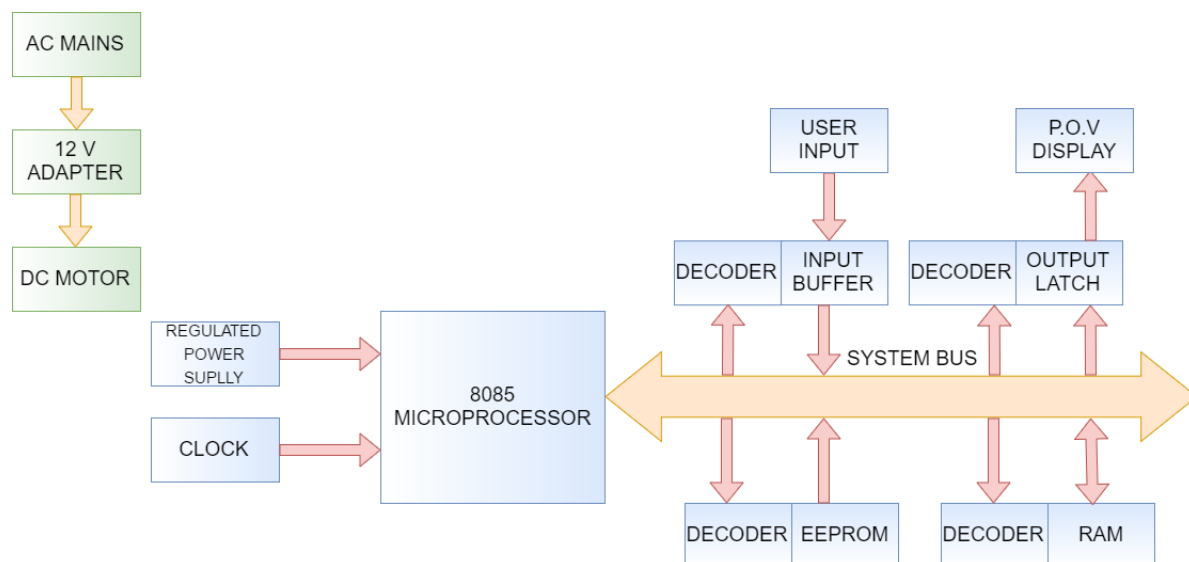 AC MAINS
12 V
ADAPTER
DC MOTOR
REGULATED
POWER
SUPLLY
CLOCK
8085
MICROPROCESSOR
USER
INPUT
P.O.V
DISPLAY
DECODER
INPUT
BUFFER
DECODER
OUTPUT
LATCH
SYSTEM BUS
DECODER
EEPROM
DECODER
RAM